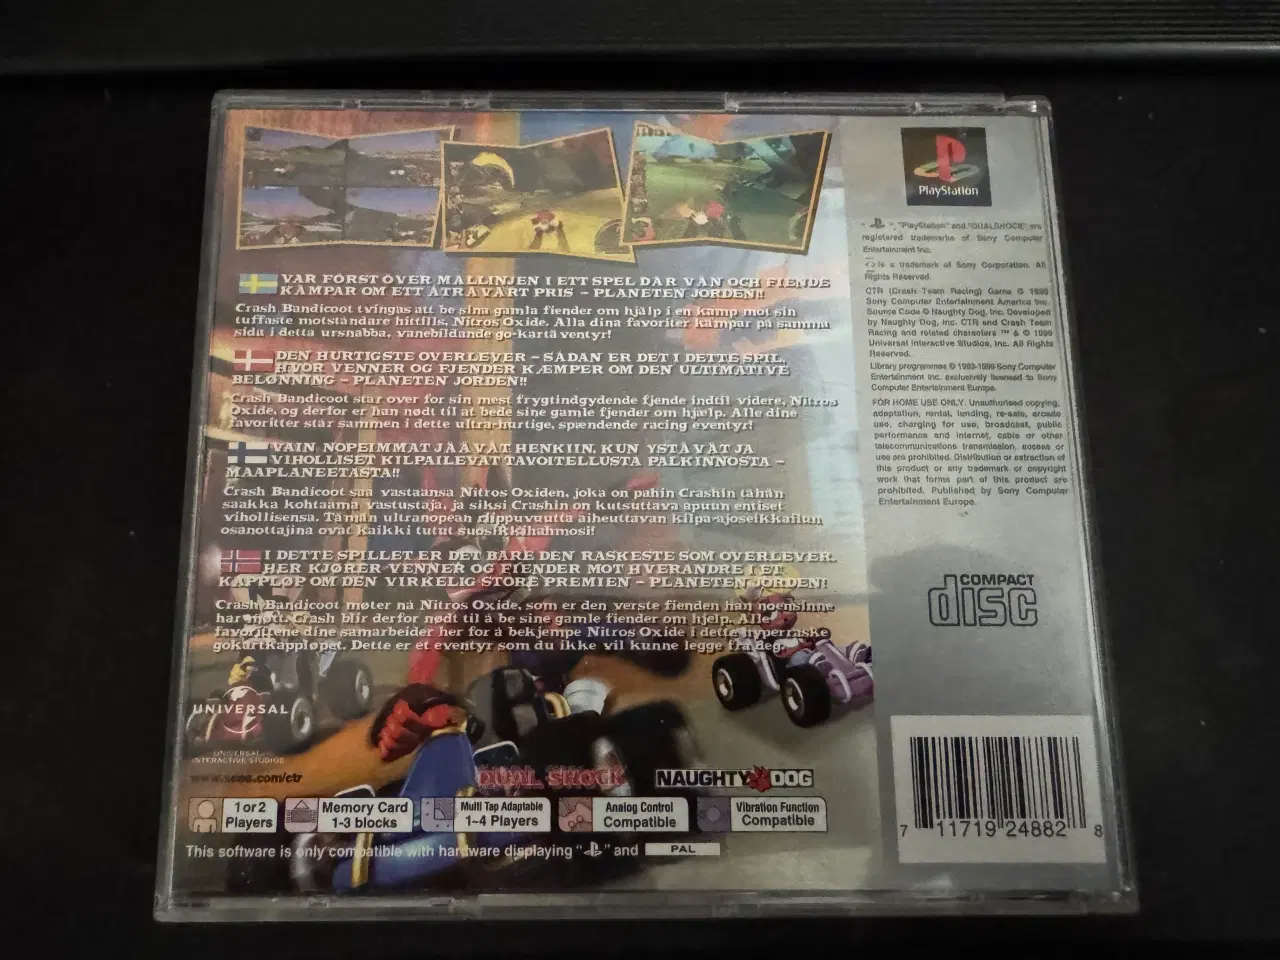 VAR FÖRST ÖVER MÅLLINJEN I ETT SPEL DÄR VÄN OCH FIENDE
KÄMPAR OM ETT ÅTRÅVÄRT PRIS – PLANETEN JORDEN!!
Crash Bandicoot tvingas att be sina gamla fiender om hjälp i en kamp mot sin
tuffaste motståndare hittills, Nitros Oxide. Alla dina favoriter kämpar på samma
sida i detta ursnabba, vanebildande go-kartäventyr!
DEN HURTIGSTE OVERLEVER – SÅDAN ER DET I DETTE SPIL,
HVOR VENNER OG FJENDER KÆMPER OM DEN ULTIMATIVE
BELØNNING – PLANETEN JORDEN!!
Crash Bandicoot står over for sin mest frygtindgydende fjende indtil videre, Nitros
Oxide, og derfor er han nødt til at bede sine gamle fjender om hjælp. Alle dine
favoritter står sammen i dette ultra-hurtige, spændende racing eventyr!
VAIN NOPEIMMAT JÄÄVÄT HENKIIN, KUN YSTÄVÄT JA
VIHOLLISET KILPAILEVAT TAVOITELLUSTA PALKINNOSTA –
MAAPLANEETASTA!!
Crash Bandicoot saa vastaansa Nitros Oxiden, joka on pahin Crashin tähän
saakka kohtaama vastustaja, ja siksi Crashin on kutsuttava apuun entiset
vihollisensa. Tämän ultranopean riippuvuutta aiheuttavan kilpa-ajoseikkailun
osanottajina ovat kaikki tutut suosikkihahmosi!
I DETTE SPILLET ER DET BARE DEN RASKESTE SOM OVERLEVER.
HER KJØRER VENNER OG FIENDER MOT HVERANDRE I ET
KAPPLØP OM DEN VIRKELIG STORE PREMIEN – PLANETEN JORDEN!
Crash Bandicoot møter nå Nitros Oxide, som er den verste fienden han noensinne
har møtt. Crash blir derfor nødt til å be sine gamle fiender om hjelp. Alle
favorittene dine samarbeider her for å bekjempe Nitros Oxide i dette hyperraske
gokartkappløpet. Dette er et eventyr som du ikke vil kunne legge fra deg.
UNIVERSAL
UNIVERSAL
INTERACTIVE STUDIOS
www.scee.com/ctr
DUAL SHOCK
NAUGHTY DOG
1 or 2
Players
Memory Card
1-3 blocks
Multi Tap Adaptable
1~4 Players
Analog Control
Compatible
Vibration Function
Compatible
This software is only compatible with hardware displaying " " and PAL
PlayStation
" ", "PlayStation" and "DUALSHOCK" are
registered trademarks of Sony Computer
Entertainment Inc.
is a trademark of Sony Corporation. All
Rights Reserved.
CTR (Crash Team Racing) Game © 1999
Sony Computer Entertainment America Inc.
Source Code © Naughty Dog, Inc. Developed
by Naughty Dog, Inc. CTR and Crash Team
Racing and related characters ™ & © 1999
Universal Interactive Studios, Inc. All Rights
Reserved.
Library programmes © 1993-1999 Sony Computer
Entertainment Inc. exclusively licensed to Sony
Computer Entertainment Europe.
FOR HOME USE ONLY. Unauthorised copying,
adaptation, rental, lending, re-sale, arcade
use, charging for use, broadcast, public
performance and internet, cable or other
telecommunications transmission, access or
use are prohibited. Distribution or extraction of
this product or any trademark or copyright
work that forms part of this product are
prohibited. Published by Sony Computer
Entertainment Europe.
COMPACT
disc
7 11719 24882 8